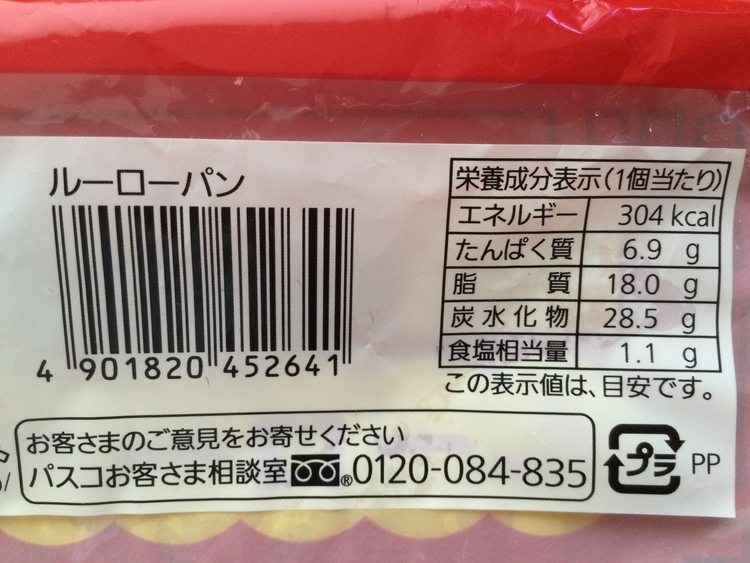 ルーローパン
4 901820 452641
栄養成分表示(1個当たり)
エネルギー 304 kcal
たんぱく質 6.9 g
脂質 18.0 g
炭水化物 28.5 g
食塩相当量 1.1 g
この表示値は、目安です。
お客さまのご意見をお寄せください
パスコお客さま相談室 ® 0120-084-835
プラ PP